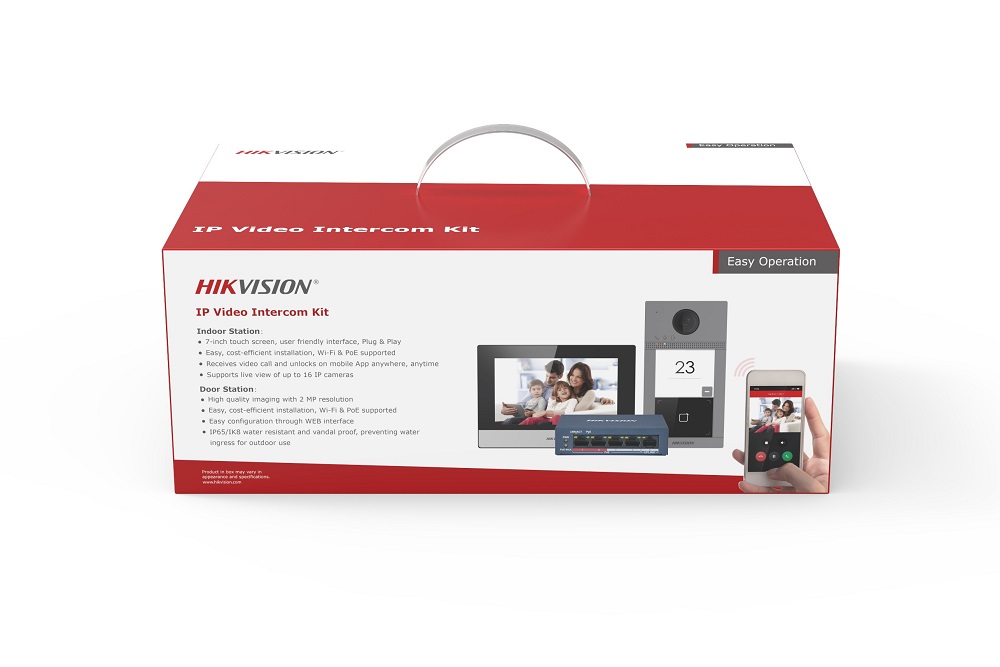 HIKVISION
Easy Operation
IP Video Intercom Kit
Easy Operation
HIKVISION®
IP Video Intercom Kit
Indoor Station:
• 7-inch touch screen, user friendly interface, Plug & Play
• Easy, cost-efficient installation, Wi-Fi & PoE supported
• Receives video call and unlocks on mobile App anywhere, anytime
• Supports live view of up to 16 IP cameras
Door Station:
• High quality imaging with 2 MP resolution
• Easy, cost-efficient installation, Wi-Fi & PoE supported
• Easy configuration through WEB interface
• IP65/IK8 water resistant and vandal proof, preventing water
ingress for outdoor use
23
HIKVISION
HIKVISION
Product in box may vary in
appearance and specifications.
www.hikvision.com